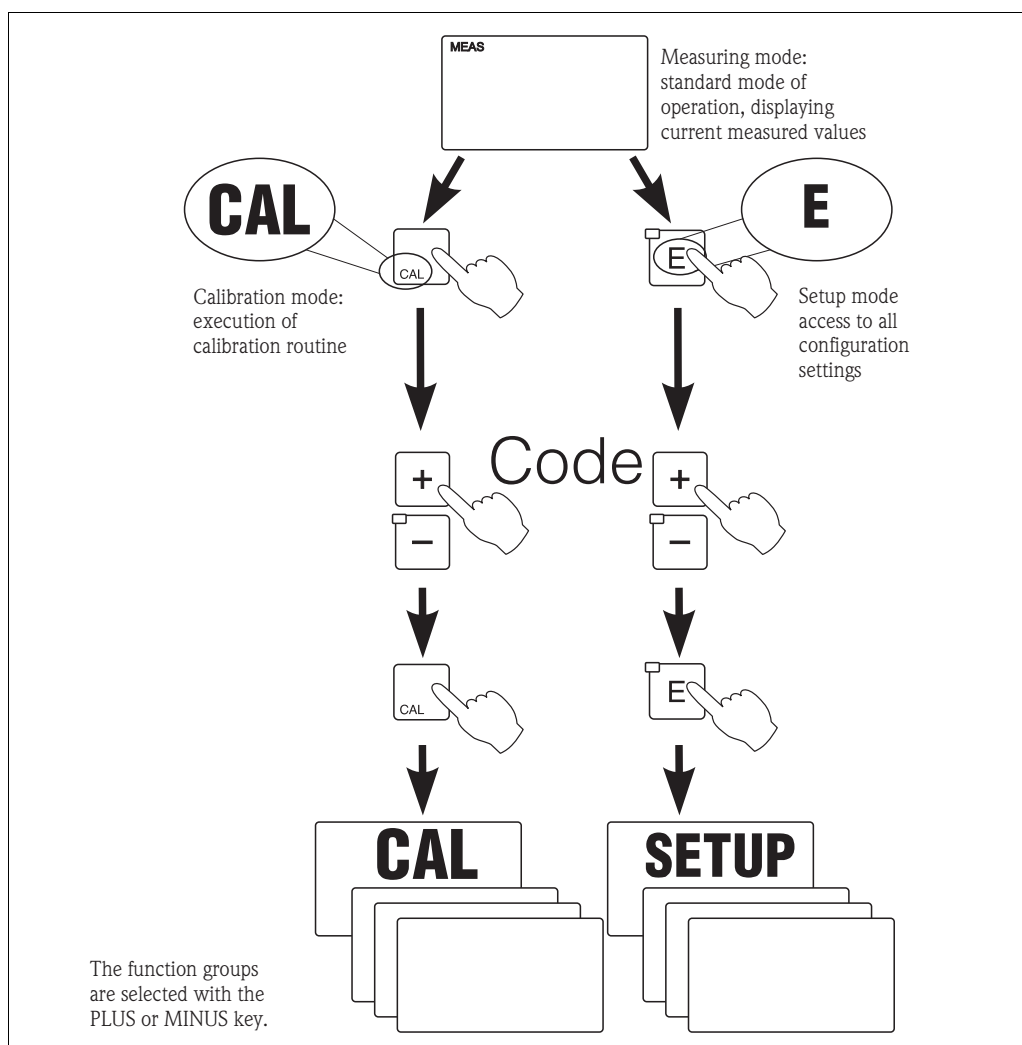 MEAS
Measuring mode:
standard mode of
operation, displaying
current measured values
CAL
E
CAL
E
Calibration mode:
execution of
calibration routine
Setup mode
access to all
configuration
settings
+
Code
+
–
–
CAL
E
CAL
SETUP
The function groups
are selected with the
PLUS or MINUS key.